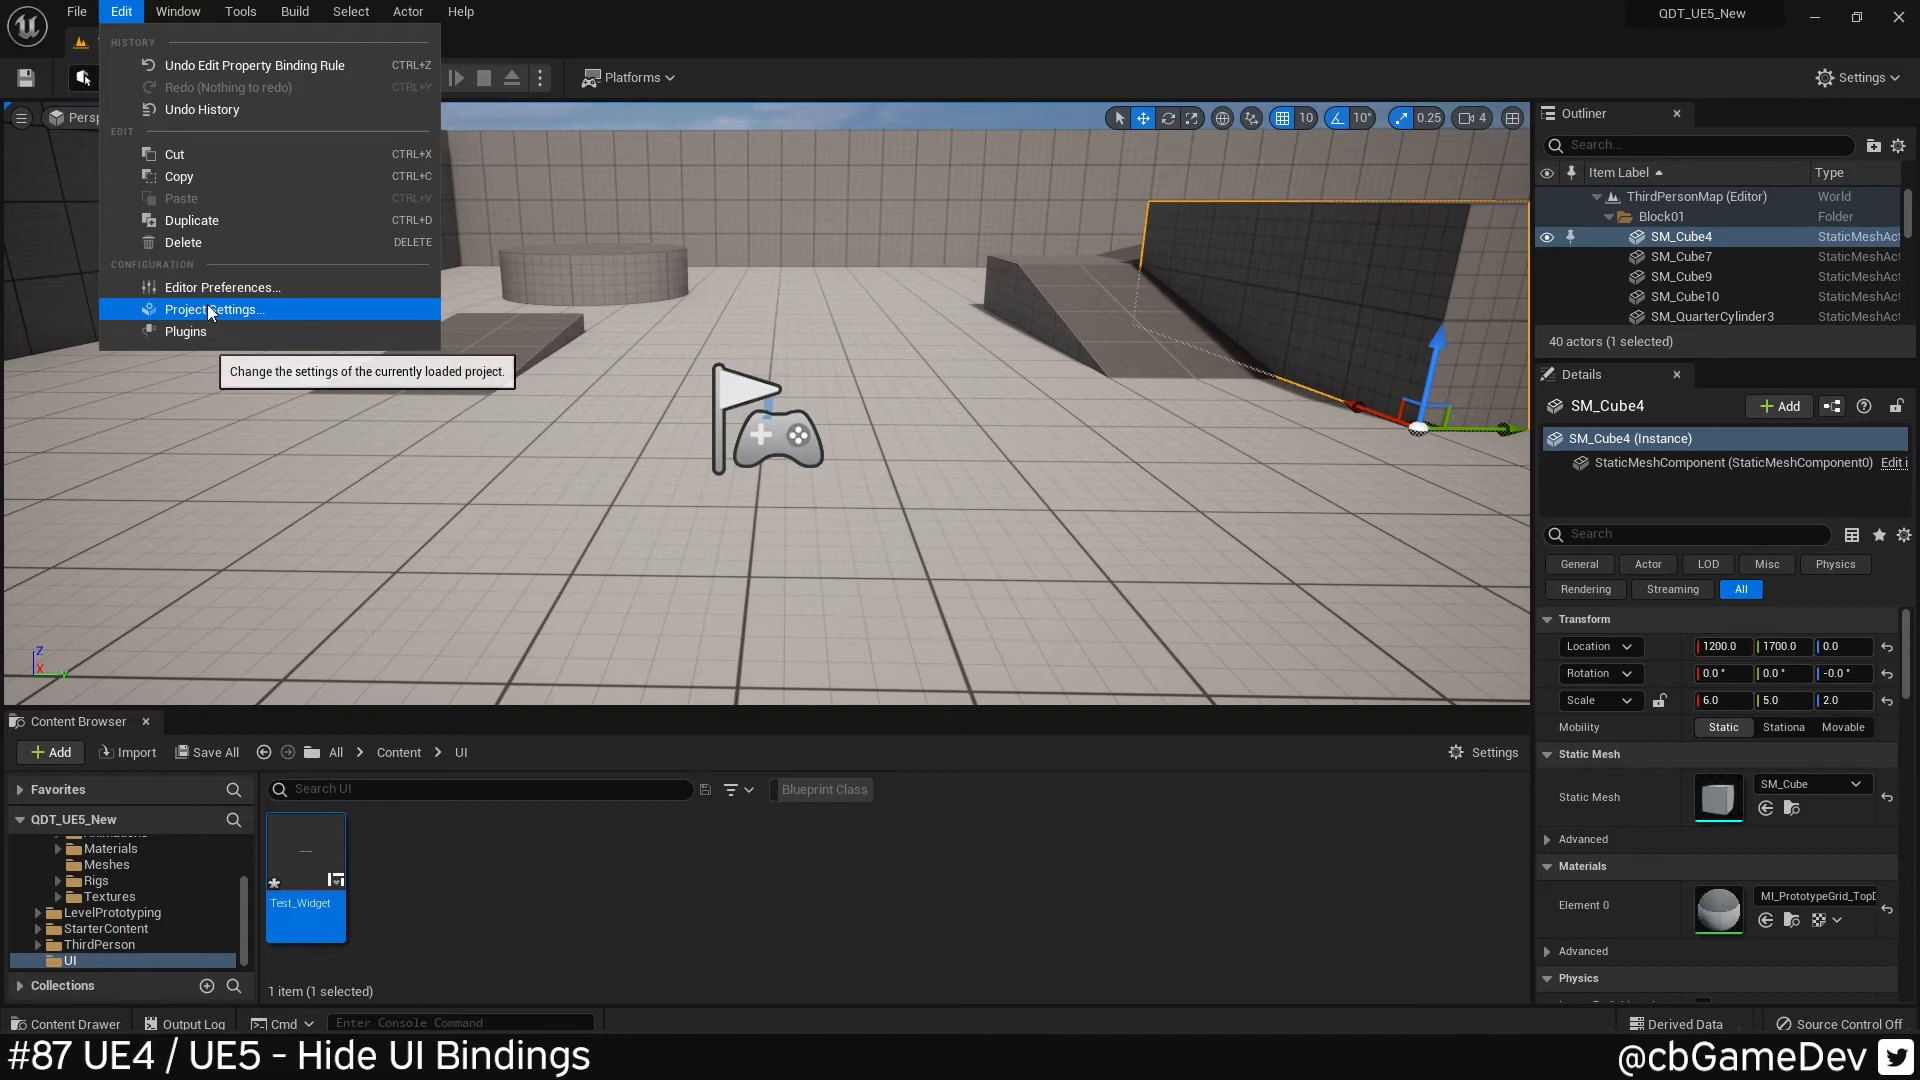 File Edit Window Tools Build Select Actor Help
QDT_UE5_New
HISTORY
Undo Edit Property Binding Rule CTRL+Z
Redo (Nothing to redo) CTRL+Y
Undo History
EDIT
Cut CTRL+X
Copy CTRL+C
Paste CTRL+V
Duplicate CTRL+D
Delete DELETE
CONFIGURATION
Editor Preferences...
Project Settings...
Plugins
Change the settings of the currently loaded project.
Platforms
Settings
Persp
10 10° 0.25 4
Z
X
Y
Outliner
Search...
Item Label Type
ThirdPersonMap (Editor) World
Block01 Folder
SM_Cube4 StaticMeshAct
SM_Cube7 StaticMeshAct
SM_Cube9 StaticMeshAct
SM_Cube10 StaticMeshAct
SM_QuarterCylinder3 StaticMeshAct
40 actors (1 selected)
Details
SM_Cube4 + Add
SM_Cube4 (Instance)
StaticMeshComponent (StaticMeshComponent0) Edit i
Search
General Actor LOD Misc Physics
Rendering Streaming All
Transform
Location 1200.0 1700.0 0.0
Rotation 0.0 ° 0.0 ° -0.0 °
Scale 6.0 5.0 2.0
Mobility Static Stationa Movable
Static Mesh
Static Mesh SM_Cube
Advanced
Materials
Element 0 MI_PrototypeGrid_TopD
Advanced
Physics
Content Browser
+ Add Import Save All All > Content > UI Settings
Favorites
QDT_UE5_New
Materials
Meshes
Rigs
Textures
LevelPrototyping
StarterContent
ThirdPerson
UI
Collections
Search UI Blueprint Class
Test_Widget
1 item (1 selected)
Content Drawer Output Log Cmd Enter Console Command Derived Data Source Control Off
#87 UE4 / UE5 - Hide UI Bindings @cbGameDev